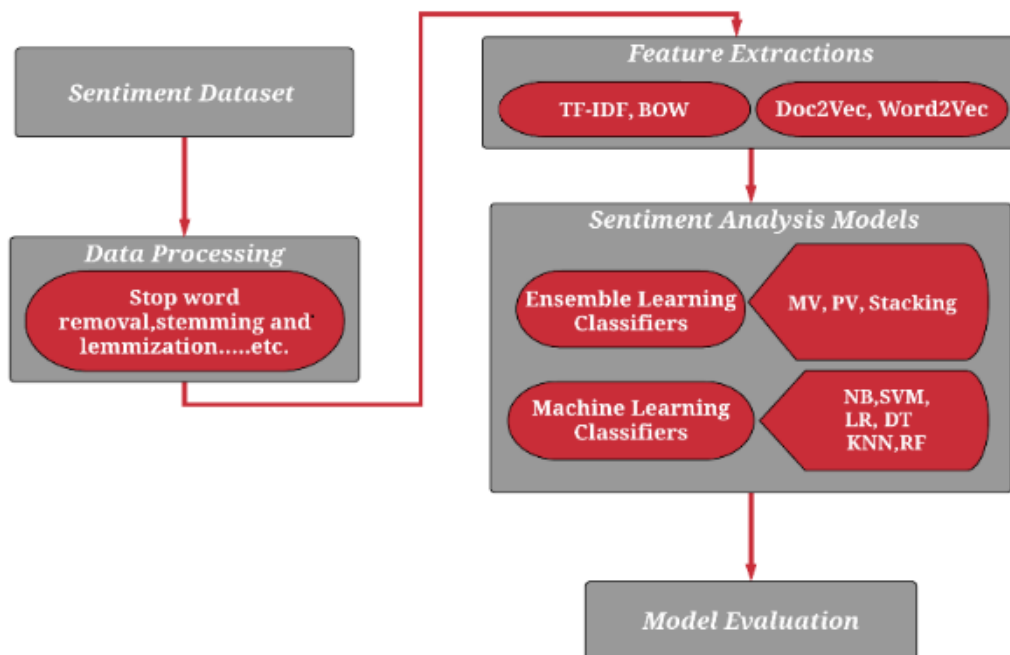 Sentiment Dataset
Data Processing
Stop word
removal,stemming and
lemmization.....etc.
Feature Extractions
TF-IDF, BOW
Doc2Vec, Word2Vec
Sentiment Analysis Models
Ensemble Learning
Classifiers
MV, PV, Stacking
Machine Learning
Classifiers
NB,SVM,
LR, DT
KNN,RF
Model Evaluation